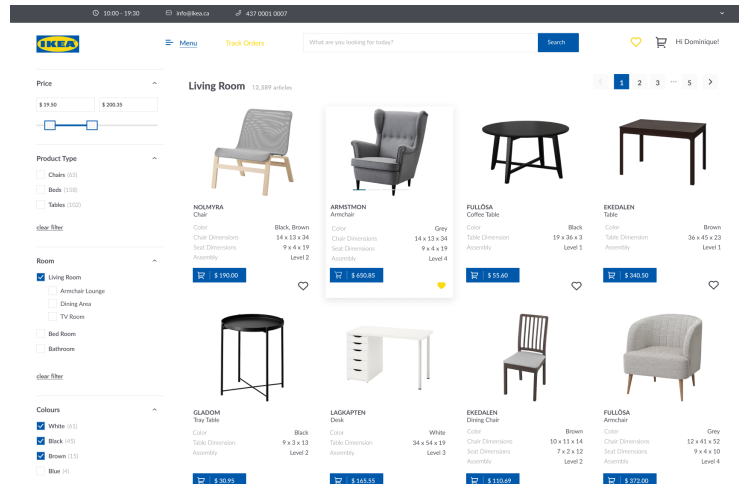 10:00 - 19:30 info@ikea.ca 437 0001 0007
IKEA Menu Track Orders What are you looking for today? Search Hi Dominique!
Price
$ 19.50 $ 200.35
Product Type
Chairs (65)
Beds (158)
Tables (102)
clear filter
Room
Living Room
Armchair Lounge
Dining Area
TV Room
Bed Room
Bathroom
clear filter
Colours
White (61)
Black (45)
Brown (15)
Blue (4)
Living Room 12,589 articles
1 2 3 ... 5
NOLMYRA
Chair
Color Black, Brown
Chair Dimensions 14 x 13 x 34
Seat Dimensions 9 x 4 x 19
Assembly Level 2
$ 190.00
ARMSTMON
Armchair
Color Grey
Chair Dimensions 14 x 13 x 34
Seat Dimensions 9 x 4 x 19
Assembly Level 4
$ 650.85
FULLÖSA
Coffee Table
Color Black
Table Dimension 19 x 36 x 3
Assembly Level 1
$ 55.60
EKEDALEN
Table
Color Brown
Table Dimension 36 x 45 x 23
Assembly Level 1
$ 340.50
GLADOM
Tray Table
Color Black
Table Dimension 9 x 3 x 13
Assembly Level 2
$ 30.95
LAGKAPTEN
Desk
Color White
Table Dimension 34 x 54 x 19
Assembly Level 3
$ 165.55
EKEDALEN
Dining Chair
Color Brown
Chair Dimensions 10 x 11 x 14
Seat Dimensions 7 x 2 x 12
Assembly Level 2
$ 110.69
FULLÖSA
Armchair
Color Grey
Chair Dimensions 12 x 41 x 52
Seat Dimensions 9 x 4 x 10
Assembly Level 4
$ 372.00